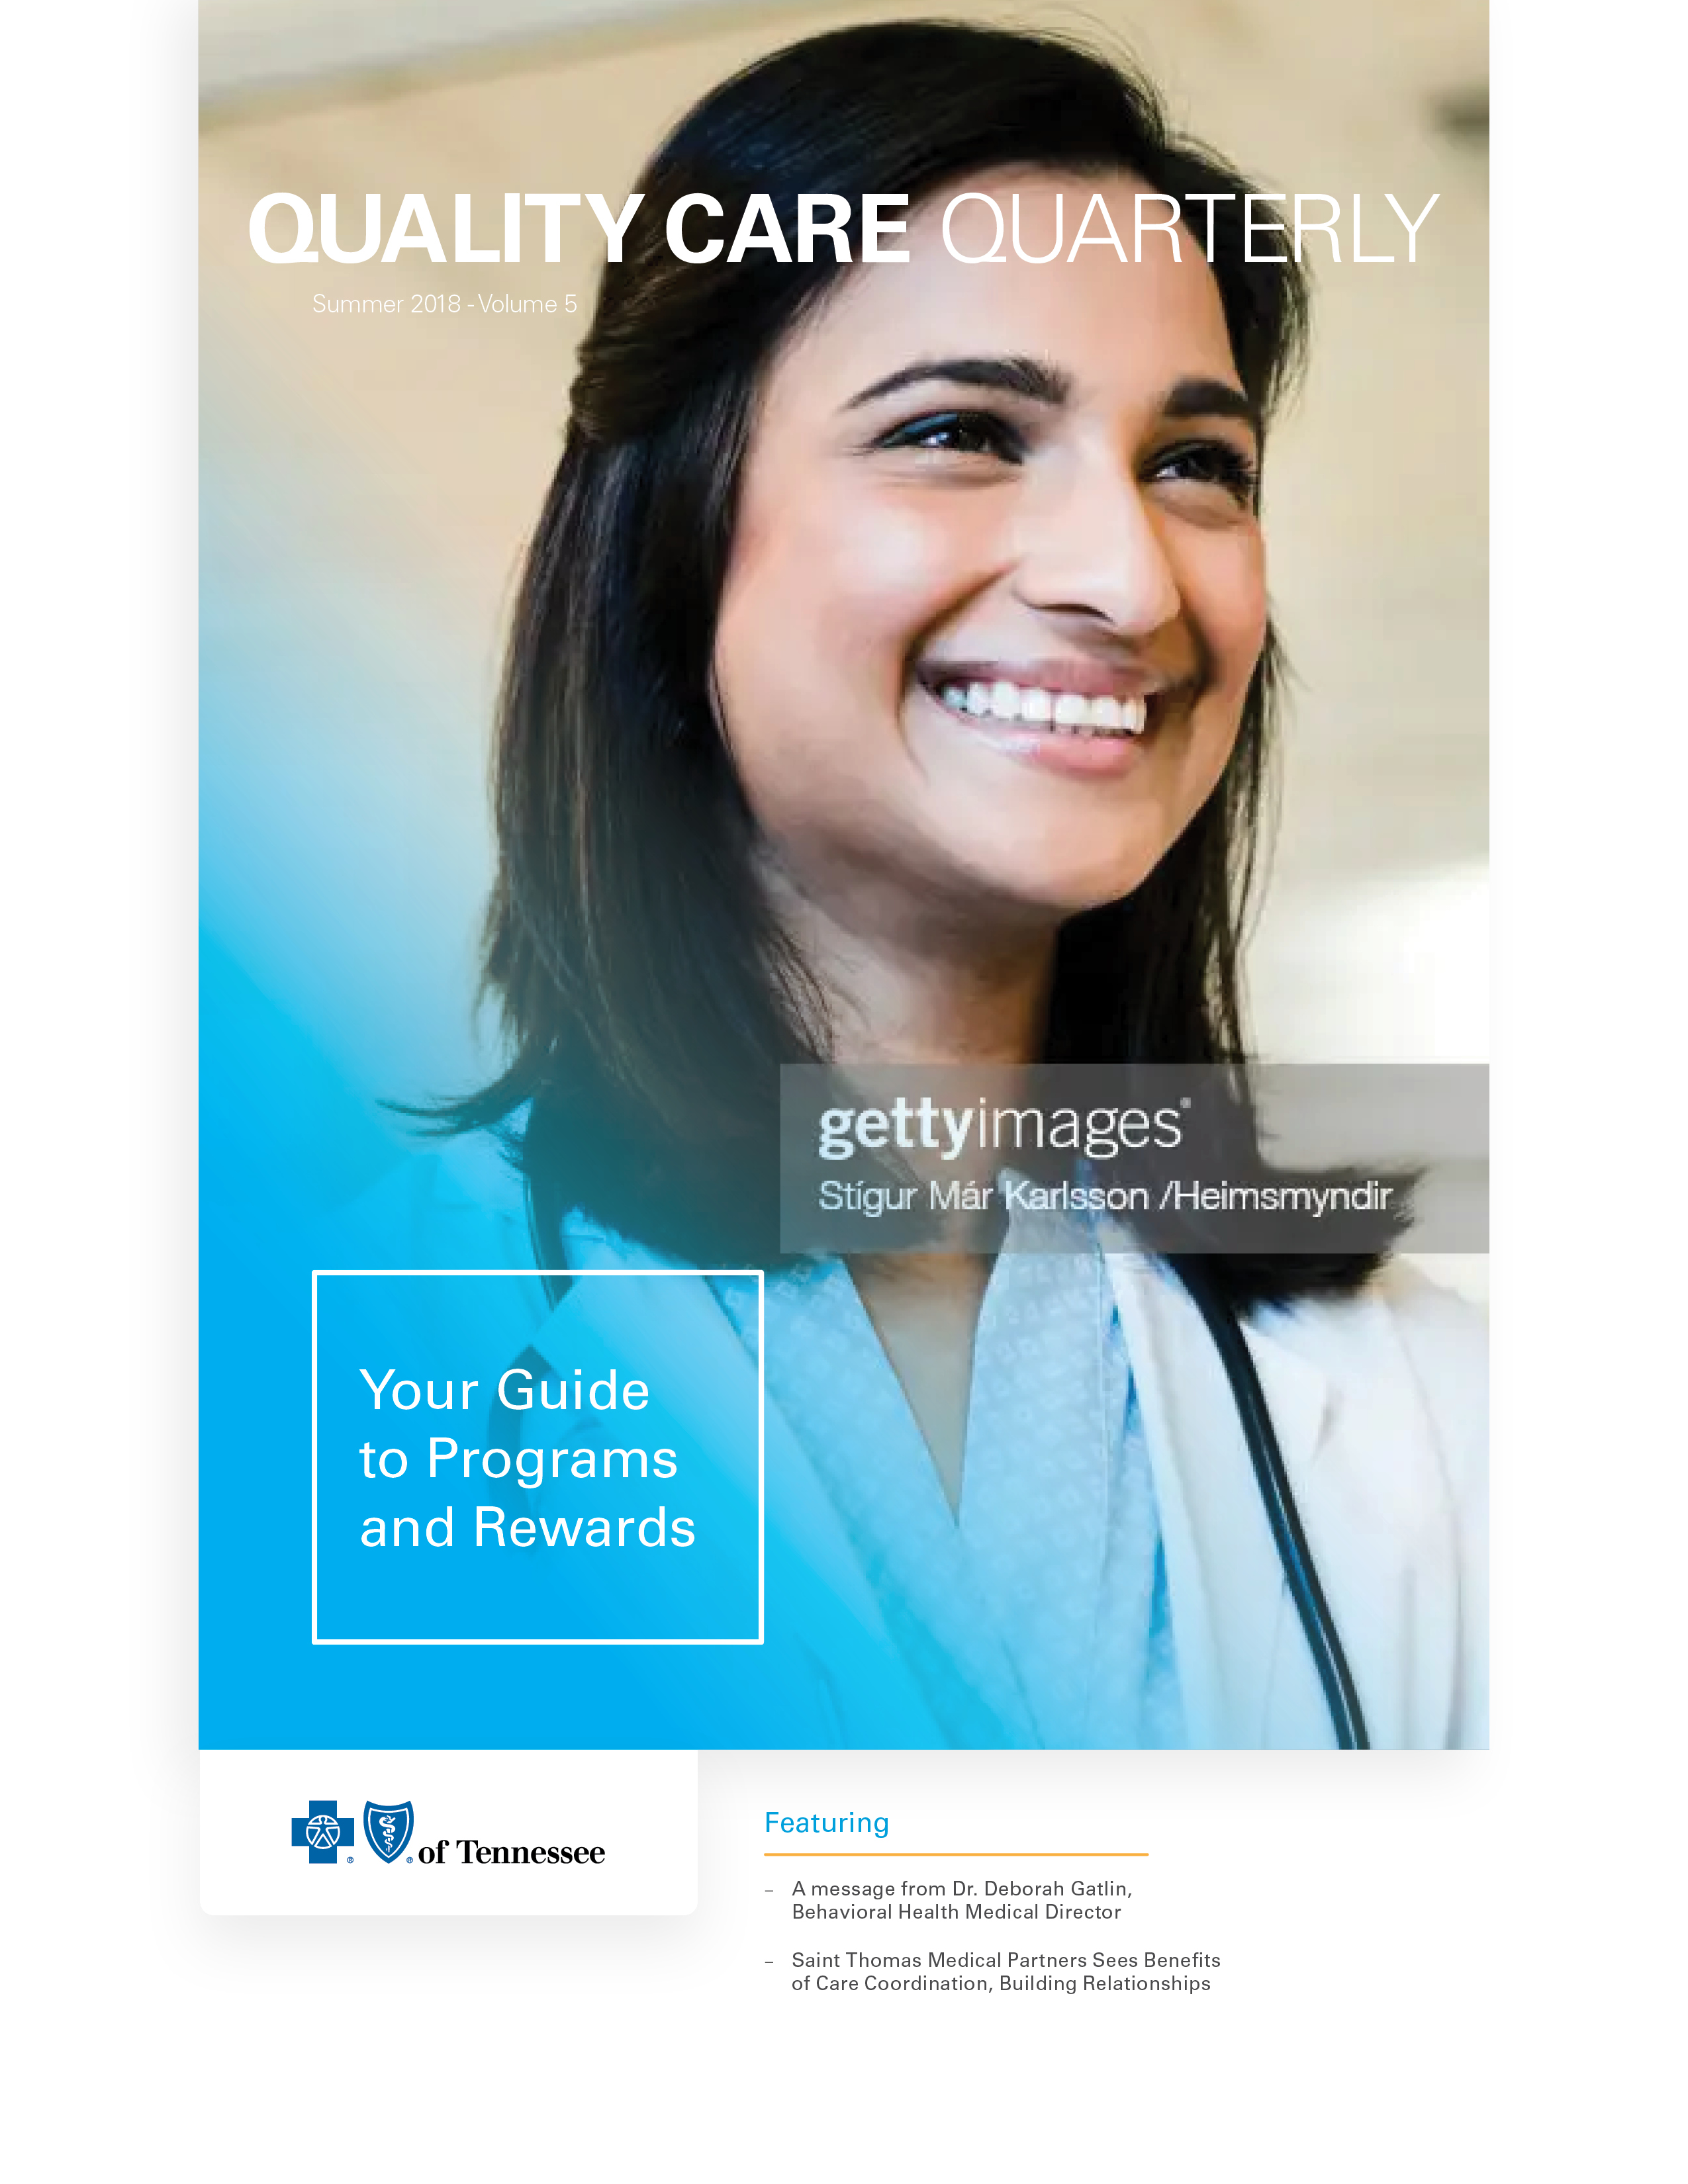 QUALITY CARE QUARTERLY
Summer 2018 - Volume 5
gettyimages®
Stígur Már Karlsson /Heimsmyndir
Your Guide
to Programs
and Rewards
® ® of Tennessee
Featuring
– A message from Dr. Deborah Gatlin,
Behavioral Health Medical Director
– Saint Thomas Medical Partners Sees Benefits
of Care Coordination, Building Relationships